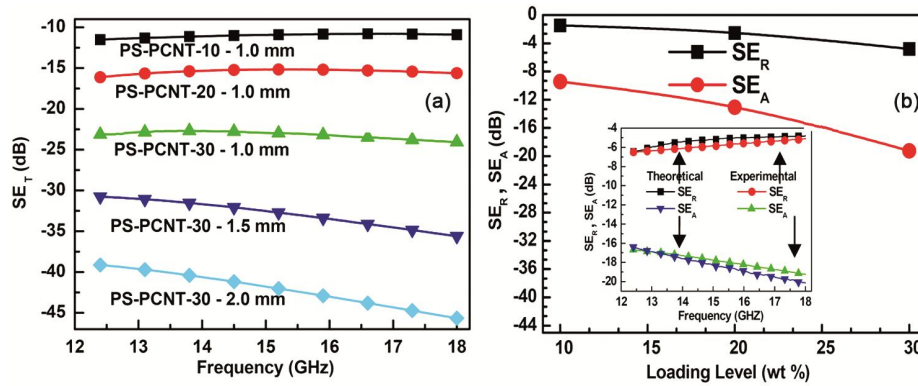 -10
-15
-20
-25
-30
-35
-40
-45
SE_T (dB)
PS-PCNT-10 - 1.0 mm
PS-PCNT-20 - 1.0 mm
(a)
PS-PCNT-30 - 1.0 mm
PS-PCNT-30 - 1.5 mm
PS-PCNT-30 - 2.0 mm
12 13 14 15 16 17 18
Frequency (GHz)
0
-4
-8
-12
-16
-20
-24
-28
-32
-36
-40
-44
SE_R, SE_A (dB)
SE_R
SE_A
(b)
-4
-6
-8
-10
-12
-14
-16
-18
-20
SE_R, SE_A (dB)
Theoretical Experimental
SE_R SE_R
SE_A SE_A
12 13 14 15 16 17 18
Frequency (GHz)
10 15 20 25 30
Loading Level (wt %)